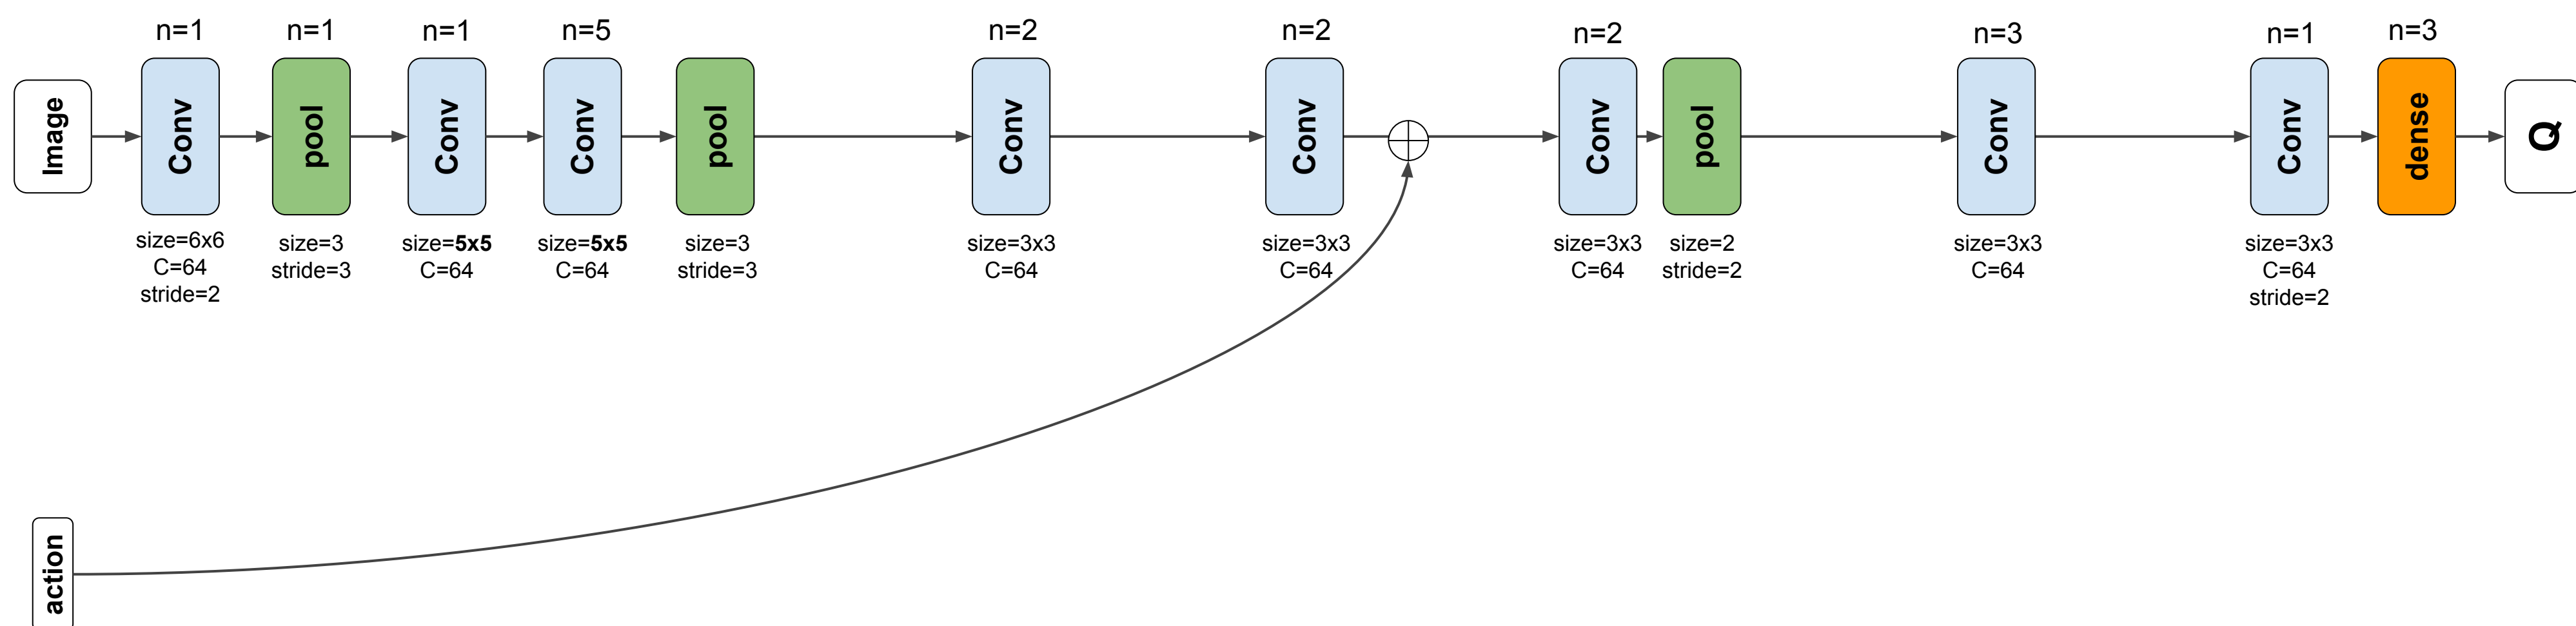 n=1
n=1
n=1
n=5
n=2
n=2
n=2
n=3
n=1
n=3
Image
Conv
pool
Conv
Conv
pool
Conv
Conv
Conv
pool
Conv
Conv
dense
Q
size=6x6
C=64
stride=2
size=3
stride=3
size=5x5
C=64
size=5x5
C=64
size=3
stride=3
size=3x3
C=64
size=3x3
C=64
size=3x3
C=64
size=2
stride=2
size=3x3
C=64
size=3x3
C=64
stride=2
action